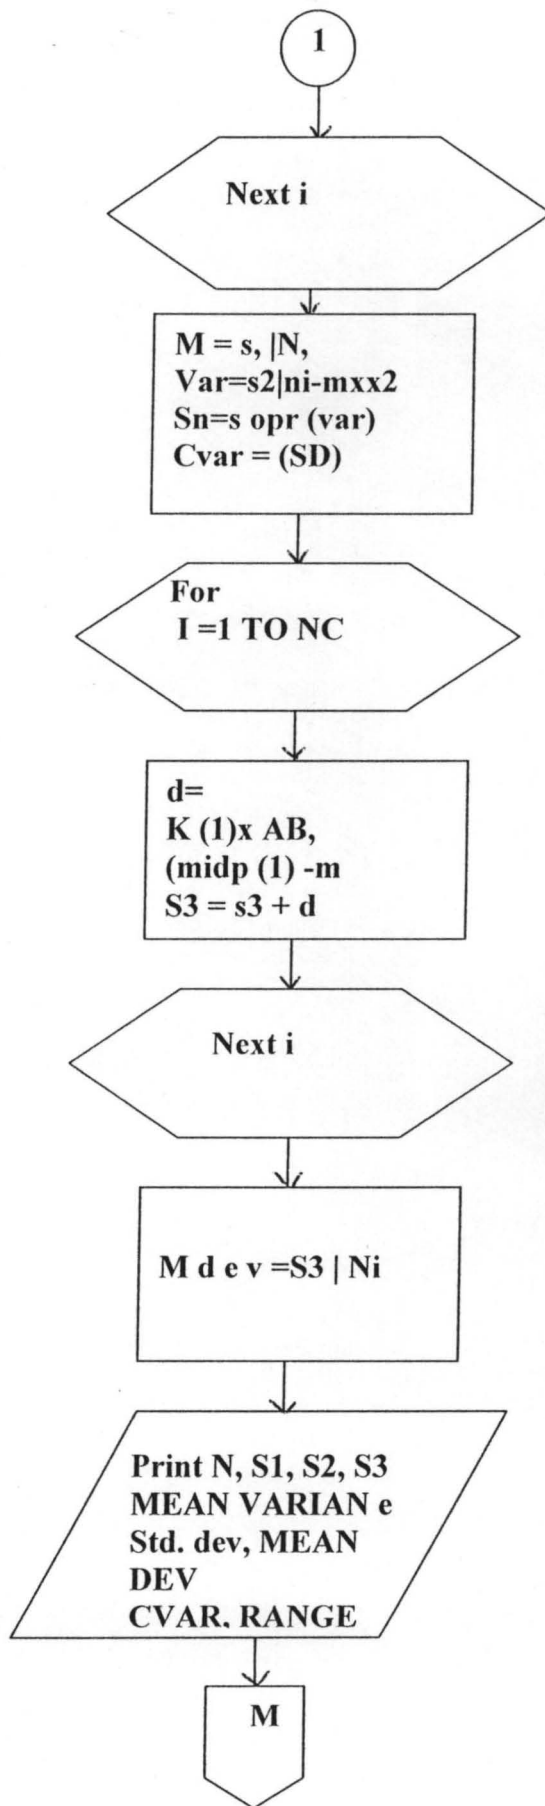 1
Next i
M = s, |N,
Var=s2|ni-mxx2
Sn=s opr (var)
Cvar = (SD)
For
I =1 TO NC
d=
K (1)x AB,
(midp (1) -m
S3 = s3 + d
Next i
M d e v =S3 | Ni
Print N, S1, S2, S3
MEAN VARIAN e
Std. dev, MEAN
DEV
CVAR, RANGE
M